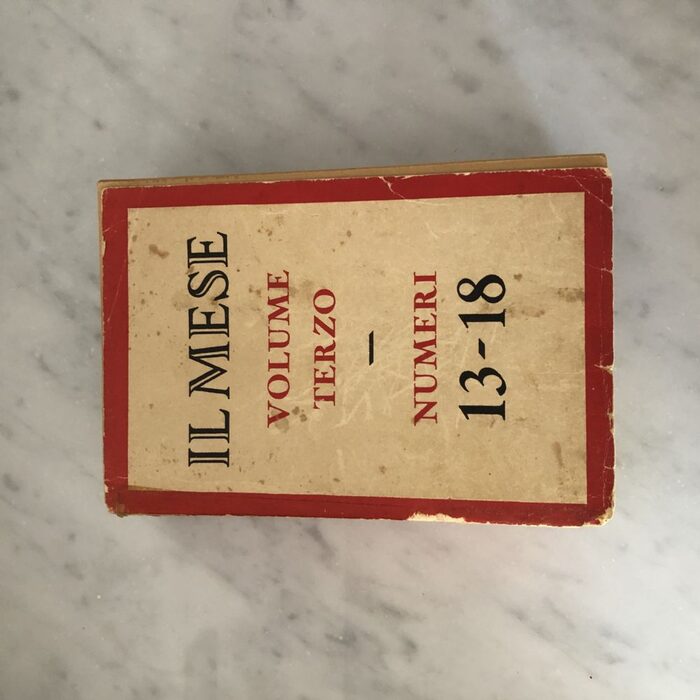 IL MESE
VOLUME
TERZO
—
NUMERI
13-18